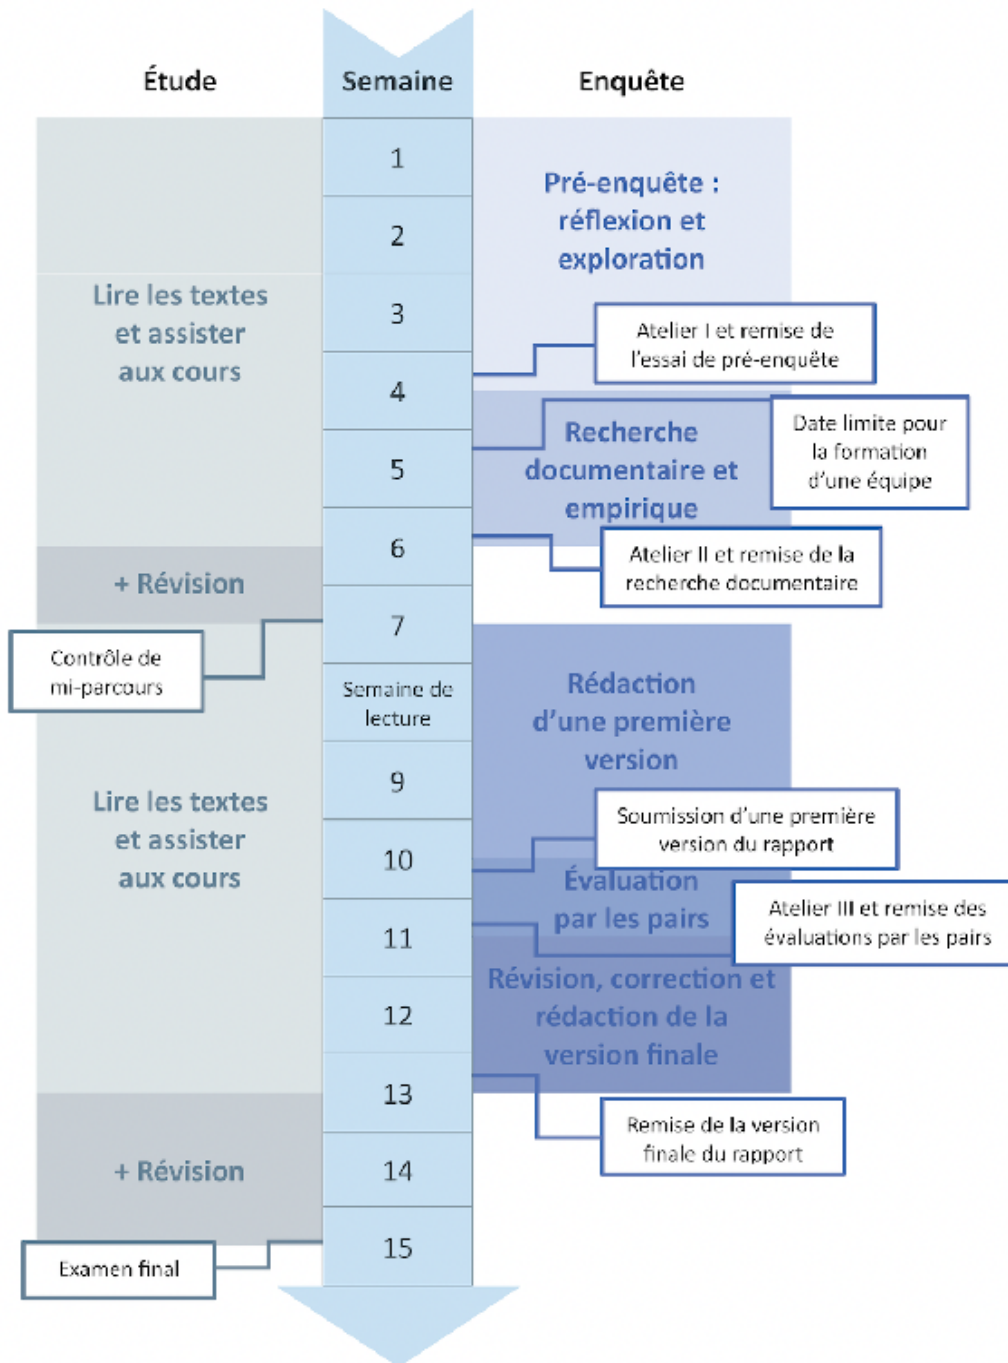 Étude
Semaine
Enquête
1
Pré-enquête :
réflexion et
exploration
2
Lire les textes
et assister
aux cours
3
Atelier I et remise de
l'essai de pré-enquête
4
Date limite pour
la formation
d'une équipe
Recherche
documentaire et
empirique
5
6
Atelier II et remise de la
recherche documentaire
+ Révision
7
Contrôle de
mi-parcours
Semaine de
lecture
Rédaction
d'une première
version
9
Lire les textes
et assister
aux cours
Soumission d'une première
version du rapport
10
Évaluation
par les pairs
Atelier III et remise des
évaluations par les pairs
11
Révision, correction et
rédaction de la
version finale
12
13
Remise de la version
finale du rapport
+ Révision
14
15
Examen final